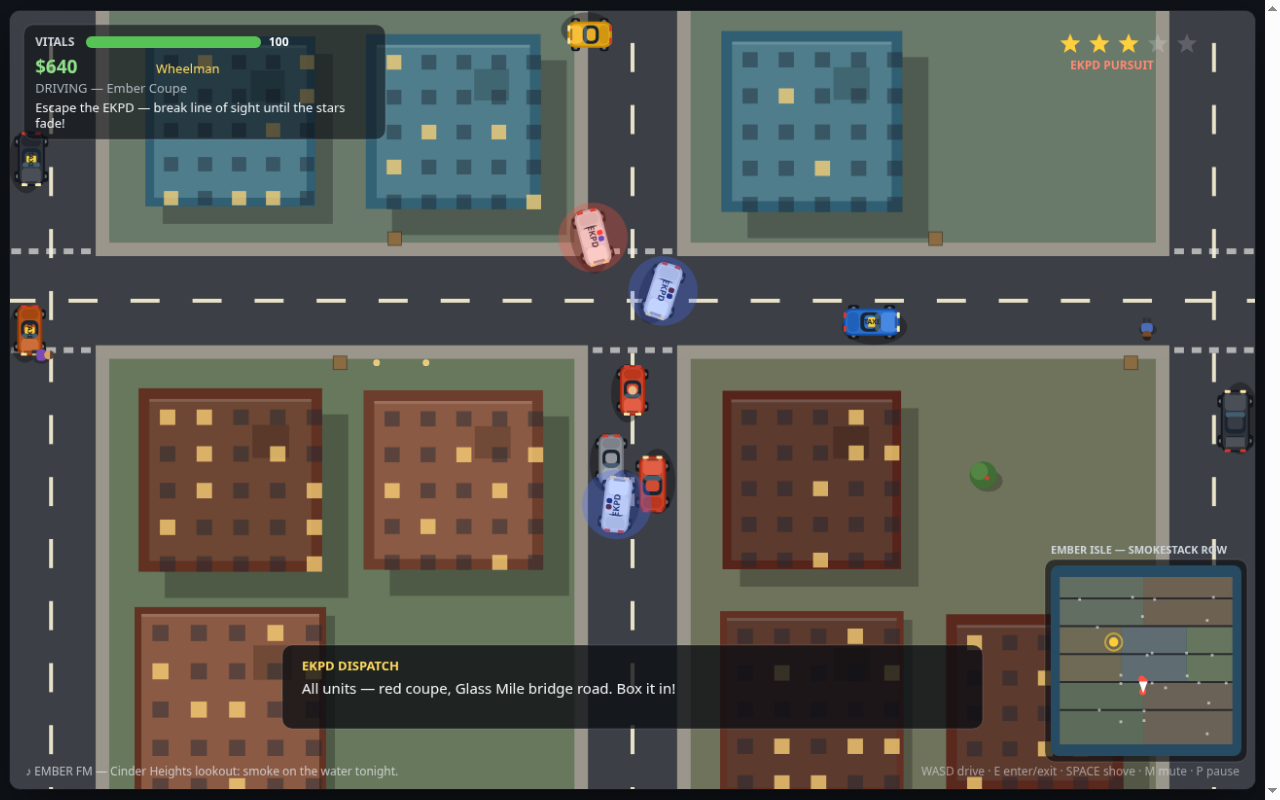 VITALS 100
$640 Wheelman
DRIVING — Ember Coupe
Escape the EKPD — break line of sight until the stars
fade!
EKPD PURSUIT
EKPD
EKPD
TAXI
EKPD
EMBER ISLE — SMOKESTACK ROW
EKPD DISPATCH
All units — red coupe, Glass Mile bridge road. Box it in!
♪ EMBER FM — Cinder Heights lookout: smoke on the water tonight.
WASD drive · E enter/exit · SPACE shove · M mute · P pause